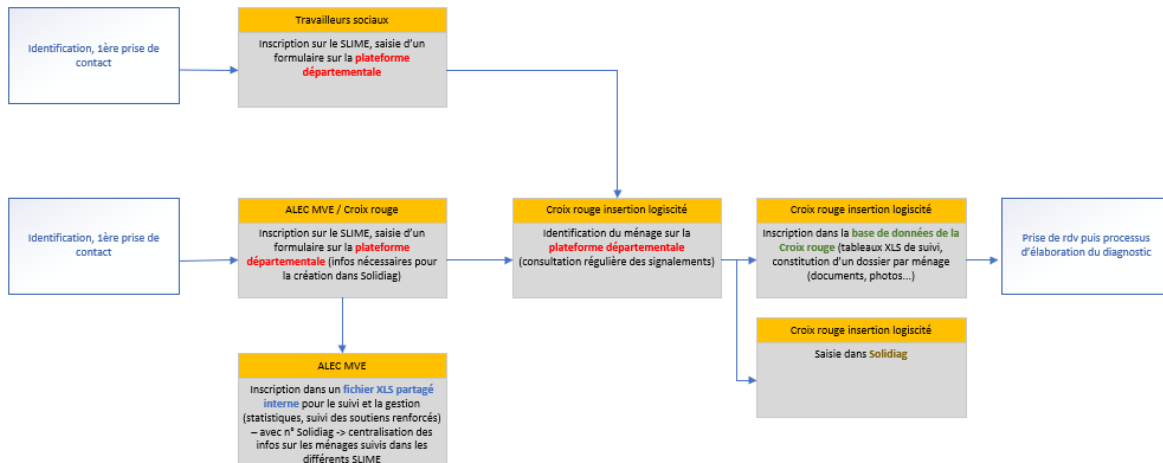 Identification, 1ère prise de
contact
Travailleurs sociaux
Inscription sur le SLIME, saisie d'un
formulaire sur la plateforme
départementale
Identification, 1ère prise de
contact
ALEC MVE / Croix rouge
Inscription sur le SLIME, saisie d'un
formulaire sur la plateforme
départementale (infos nécessaires pour
la création dans Solidiag)
Croix rouge insertion logiscité
Identification du ménage sur la
plateforme départementale
(consultation régulière des signalements)
Croix rouge insertion logiscité
Inscription dans la base de données de la
Croix rouge (tableaux XLS de suivi,
constitution d'un dossier par ménage
(documents, photos...)
Prise de rdv puis processus
d'élaboration du diagnostic
Croix rouge insertion logiscité
Saisie dans Solidiag
ALEC MVE
Inscription dans un fichier XLS partagé
interne pour le suivi et la gestion
(statistiques, suivi des soutiens renforcés)
– avec n° Solidiag -> centralisation des
infos sur les ménages suivis dans les
différents SLIME